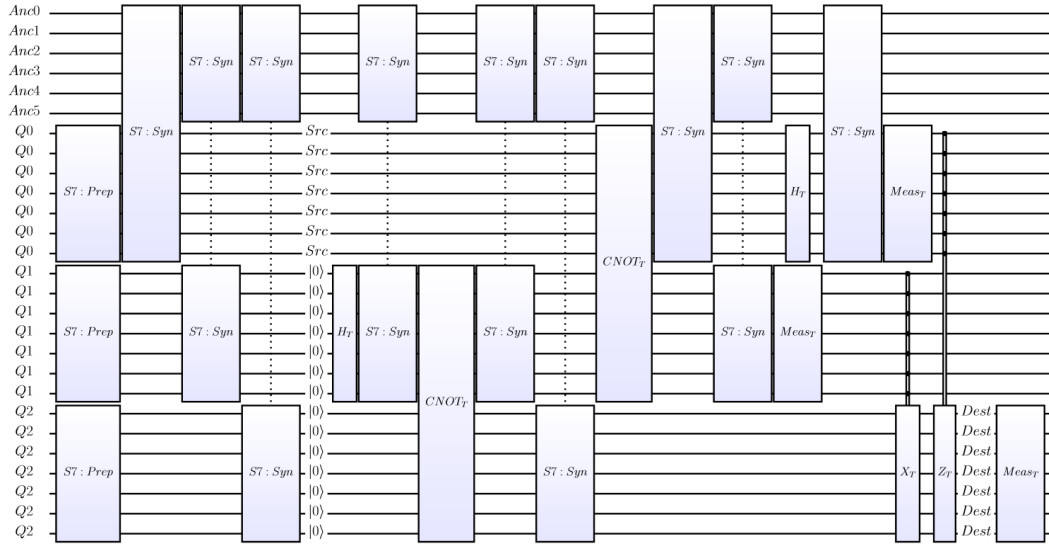 Anc0
Anc1
Anc2 S7 : Syn S7 : Syn S7 : Syn S7 : Syn S7 : Syn S7 : Syn
Anc3
Anc4
Anc5
Q0 S7 : Syn Src S7 : Syn S7 : Syn
Q0 Src
Q0 Src
Q0 S7 : Prep Src H_T Meas_T
Q0 Src
Q0 Src
Q0 Src CNOT_T
Q1 |0⟩
Q1 |0⟩
Q1 |0⟩
Q1 S7 : Prep S7 : Syn |0⟩ H_T S7 : Syn S7 : Syn S7 : Syn Meas_T
Q1 |0⟩
Q1 |0⟩
Q1 |0⟩ CNOT_T
Q2 |0⟩ Dest
Q2 |0⟩ Dest
Q2 |0⟩ Dest
Q2 S7 : Prep S7 : Syn |0⟩ S7 : Syn X_T Z_T Dest Meas_T
Q2 |0⟩ Dest
Q2 |0⟩ Dest
Q2 |0⟩ Dest